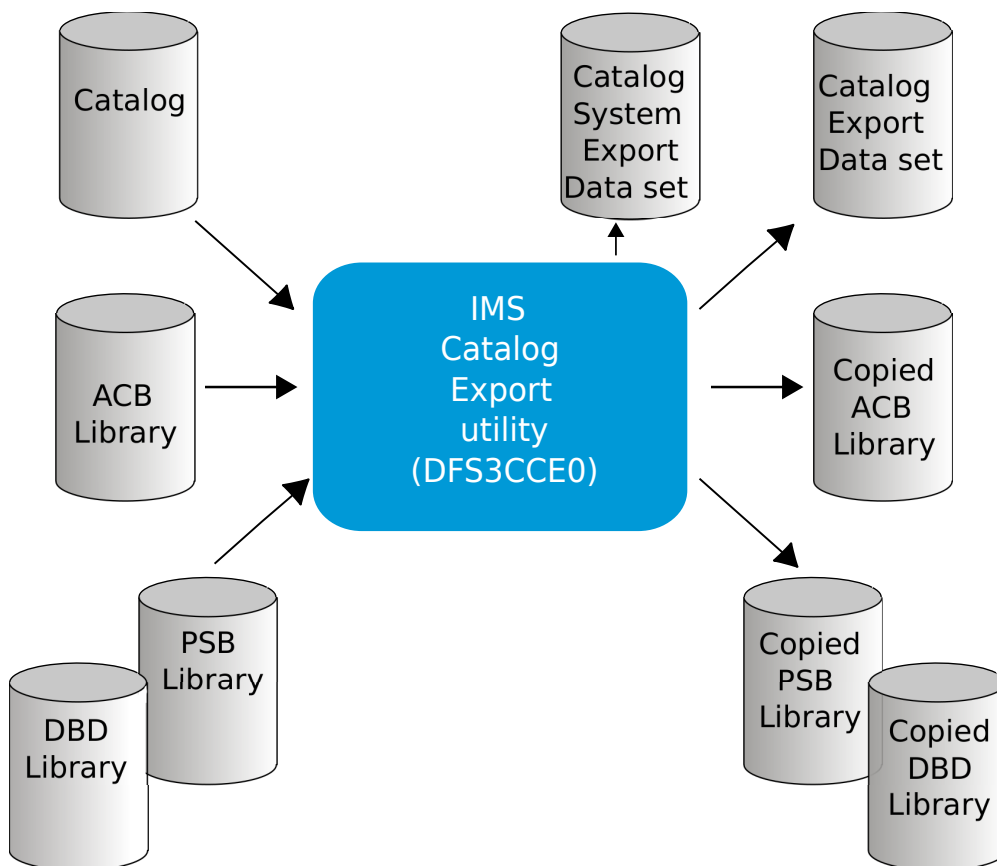 Catalog
Catalog
System
Export
Data set
Catalog
Export
Data set
IMS
Catalog
Export
utility
(DFS3CCE0)
ACB
Library
Copied
ACB
Library
PSB
Library
DBD
Library
Copied
PSB
Library
Copied
DBD
Library